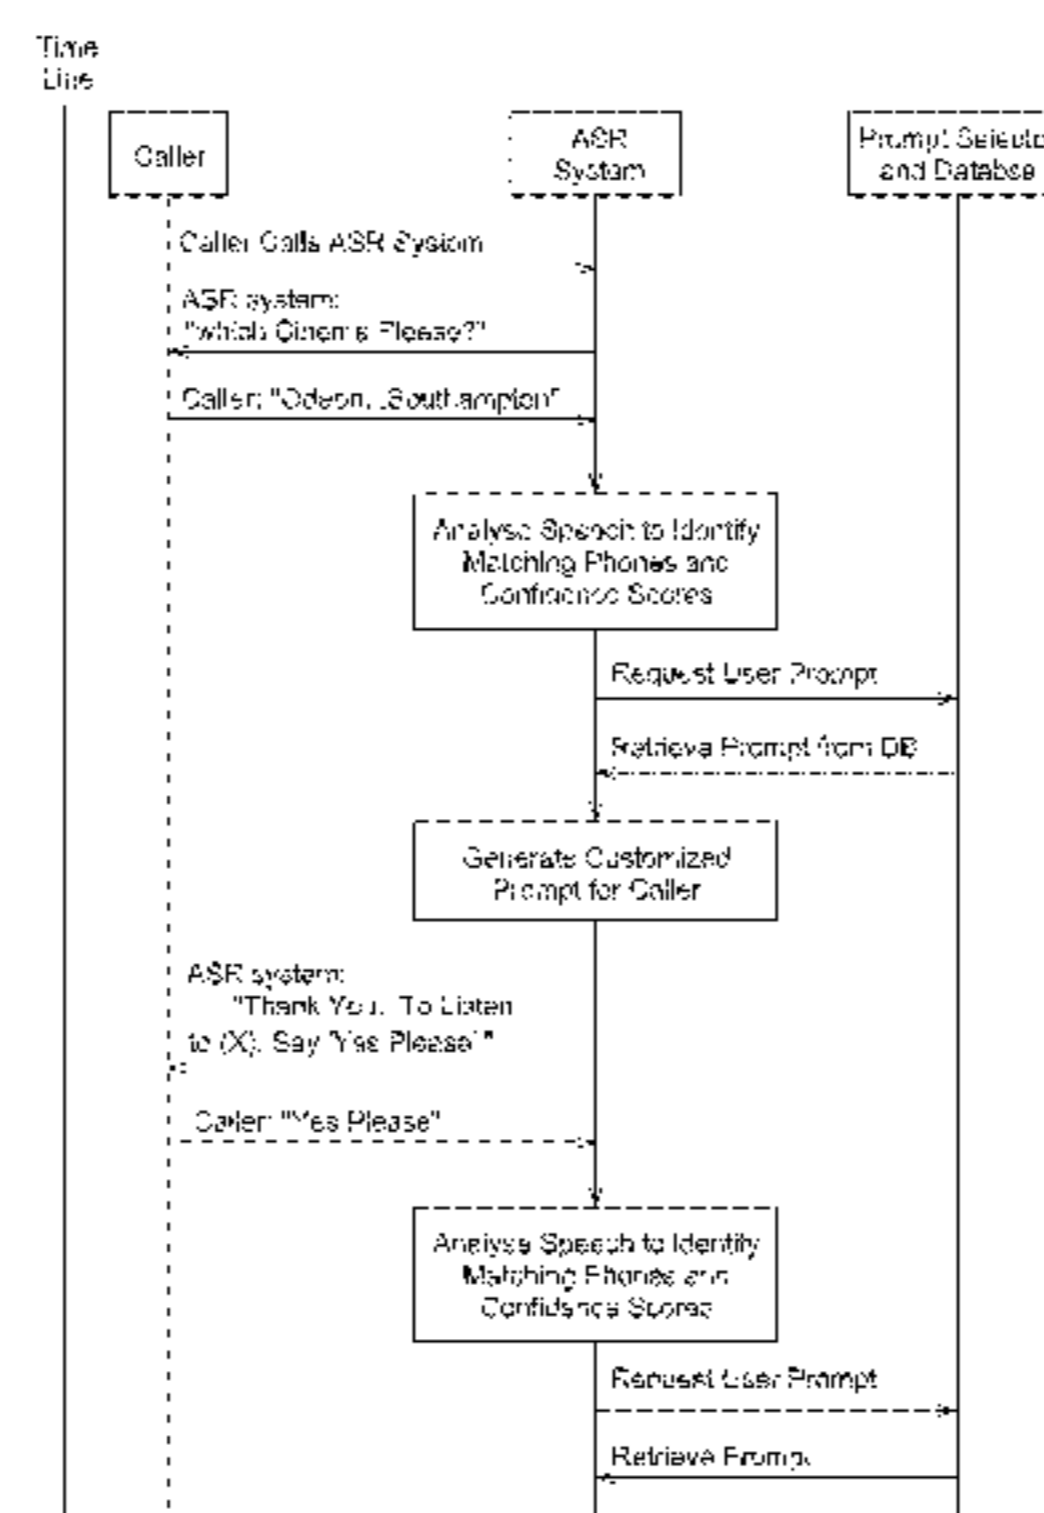 Time
Line
Caller
ASR
System
Prompt Selecto
and Databse
Caller Calls ASR System
ASR system:
"which Cinema Please?"
Caller: "Odeon, Southampton"
Analyse Speech to Identify
Matching Phones and
Confidence Scores
Request User Prompt
Retrieve Prompt from DB
Generate Customized
Prompt for Caller
ASR system:
"Thank You. To Listen
to (X), Say 'Yes Please'"
Caller: "Yes Please"
Analyse Speech to Identify
Matching Phones and
Confidence Scores
Request User Prompt
Retrieve Prompt